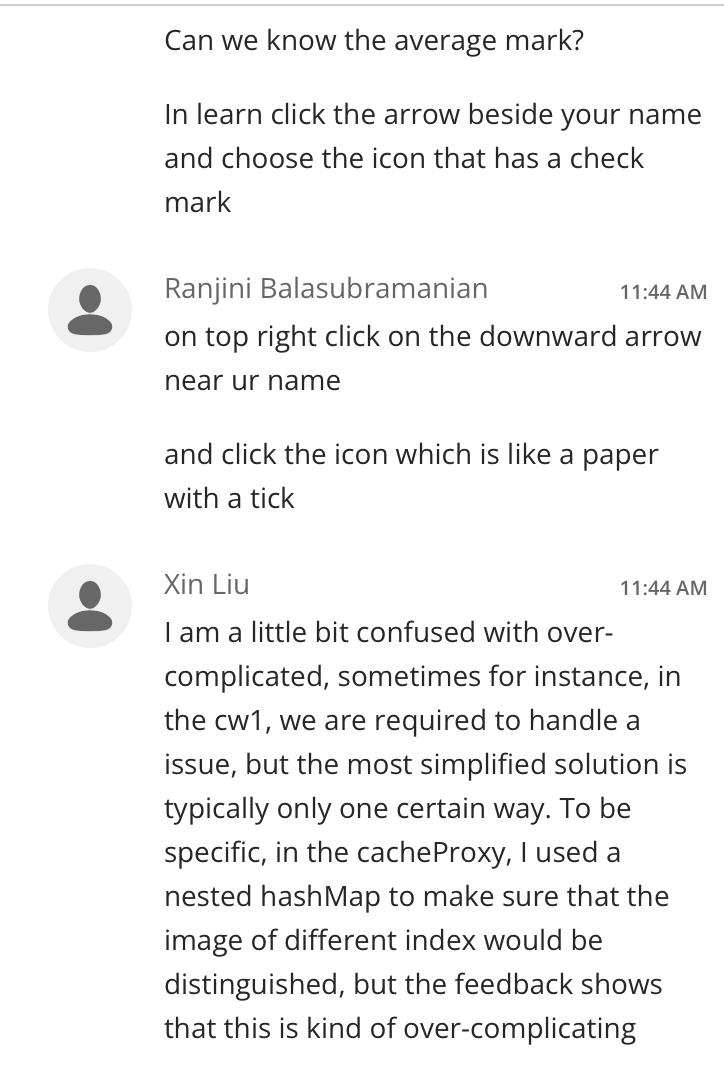 Can we know the average mark?
In learn click the arrow beside your name
and choose the icon that has a check
mark
Ranjini Balasubramanian 11:44 AM
on top right click on the downward arrow
near ur name
and click the icon which is like a paper
with a tick
Xin Liu 11:44 AM
I am a little bit confused with over-
complicated, sometimes for instance, in
the cw1, we are required to handle a
issue, but the most simplified solution is
typically only one certain way. To be
specific, in the cacheProxy, I used a
nested hashMap to make sure that the
image of different index would be
distinguished, but the feedback shows
that this is kind of over-complicating